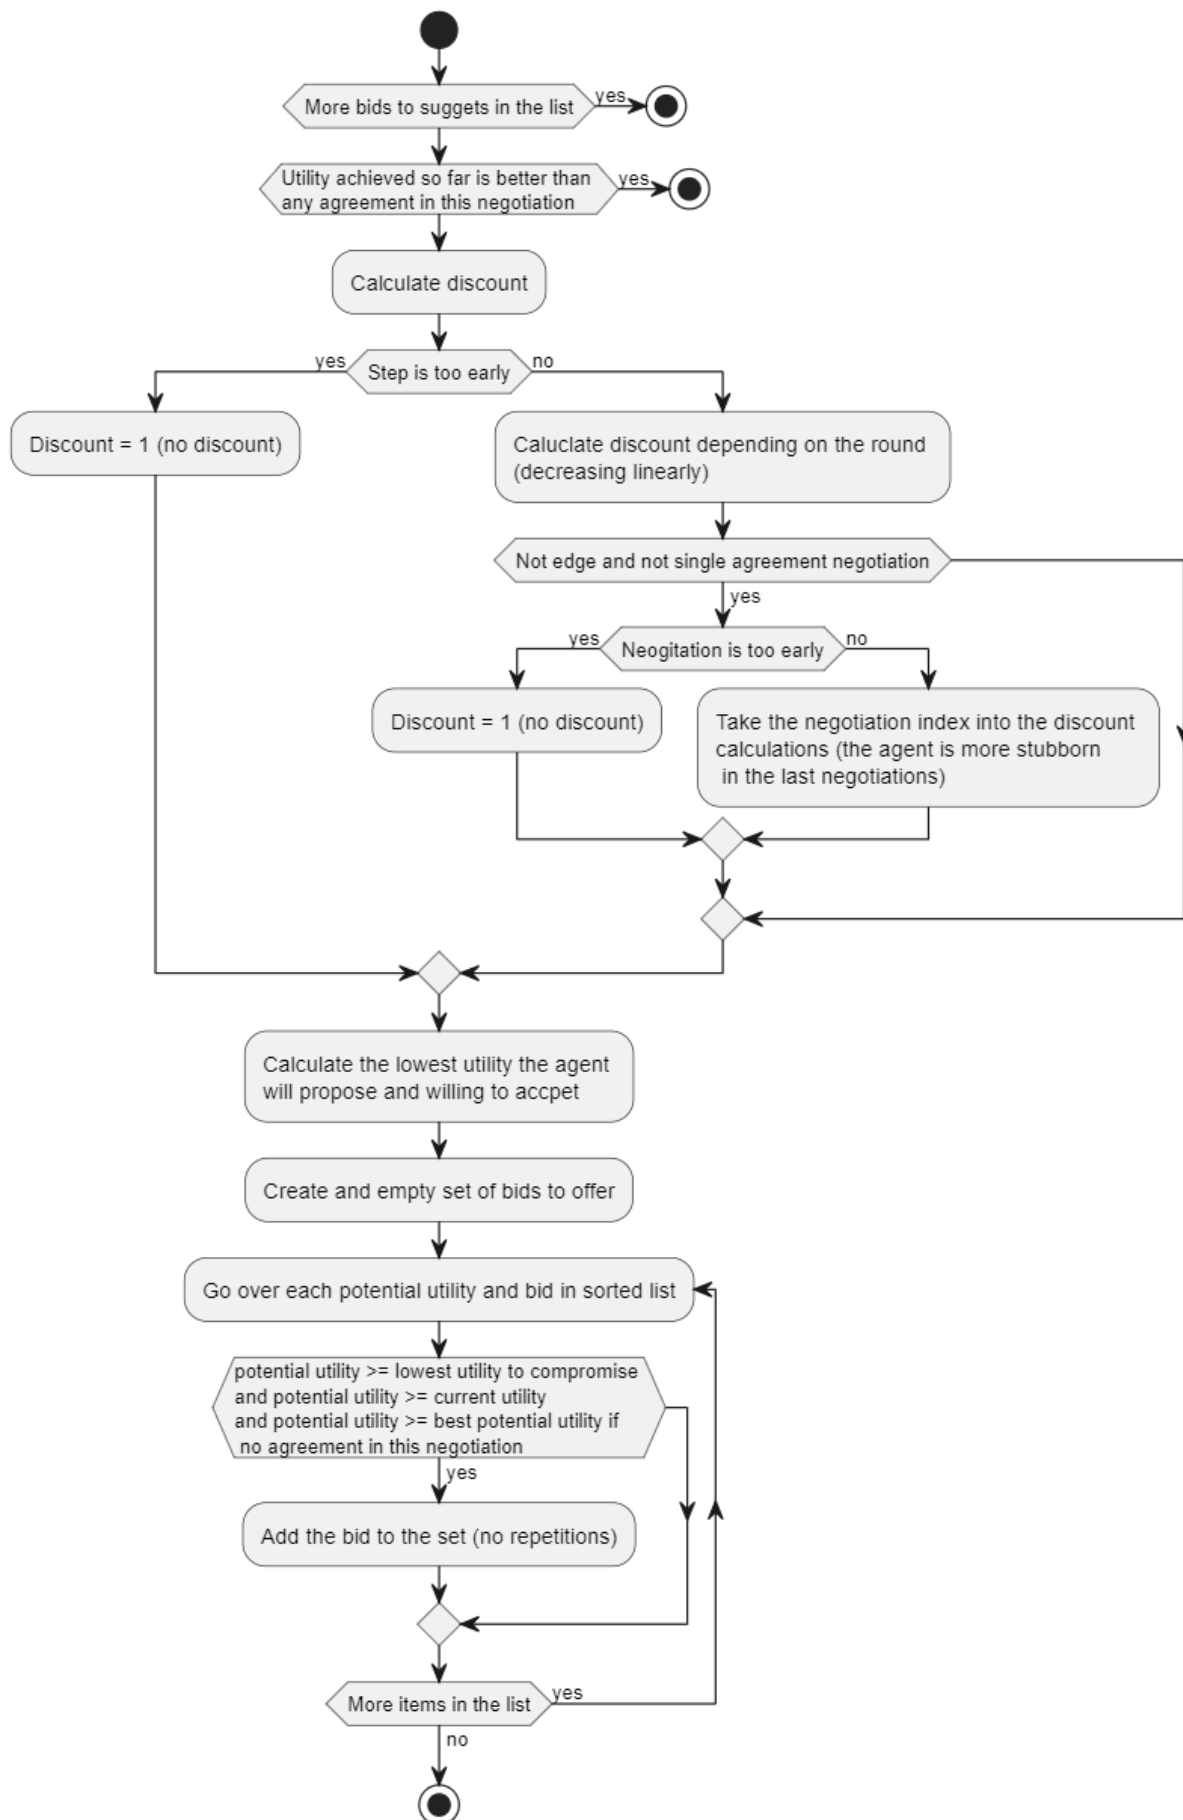 More bids to suggets in the list
yes
Utility achieved so far is better than
any agreement in this negotiation
yes
Calculate discount
yes
Step is too early
no
Discount = 1 (no discount)
Caluclate discount depending on the round
(decreasing linearly)
Not edge and not single agreement negotiation
yes
yes
Neogitation is too early
no
Discount = 1 (no discount)
Take the negotiation index into the discount
calculations (the agent is more stubborn
in the last negotiations)
Calculate the lowest utility the agent
will propose and willing to accpet
Create and empty set of bids to offer
Go over each potential utility and bid in sorted list
potential utility >= lowest utility to compromise
and potential utility >= current utility
and potential utility >= best potential utility if
no agreement in this negotiation
yes
Add the bid to the set (no repetitions)
More items in the list
yes
no